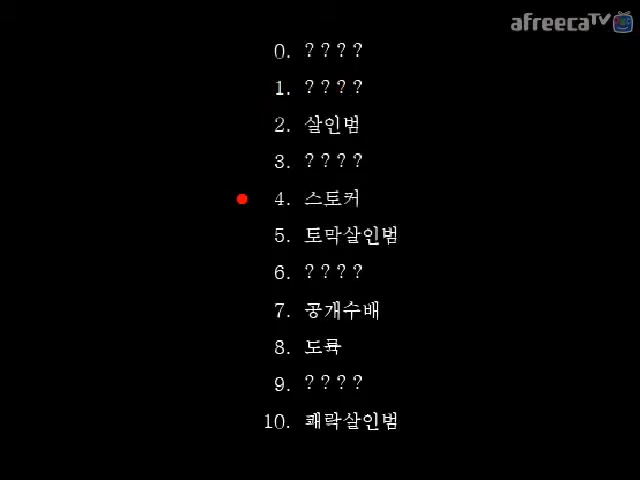 afreecaTV
0. ????
1. ????
2. 살인범
3. ????
4. 스토커
5. 토막살인범
6. ????
7. 공개수배
8. 도륙
9. ????
10. 쾌락살인범